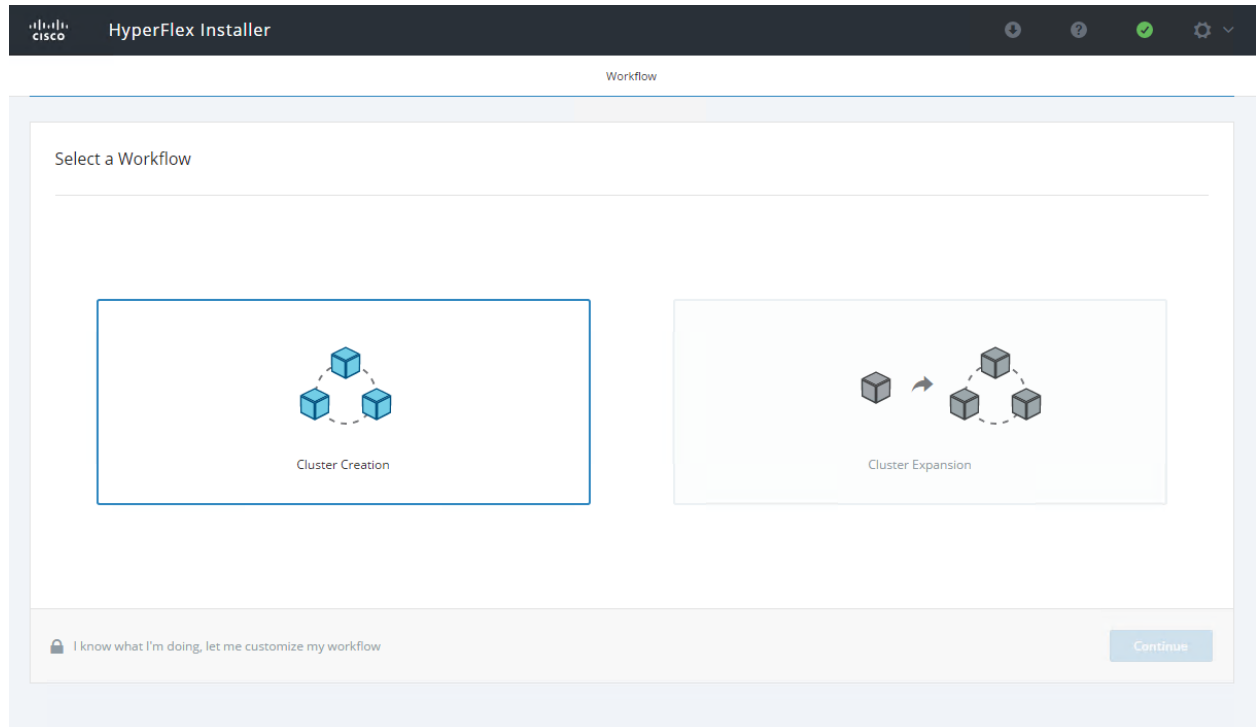 cisco
HyperFlex Installer
Workflow
Select a Workflow
Cluster Creation
Cluster Expansion
I know what I'm doing, let me customize my workflow
Continue